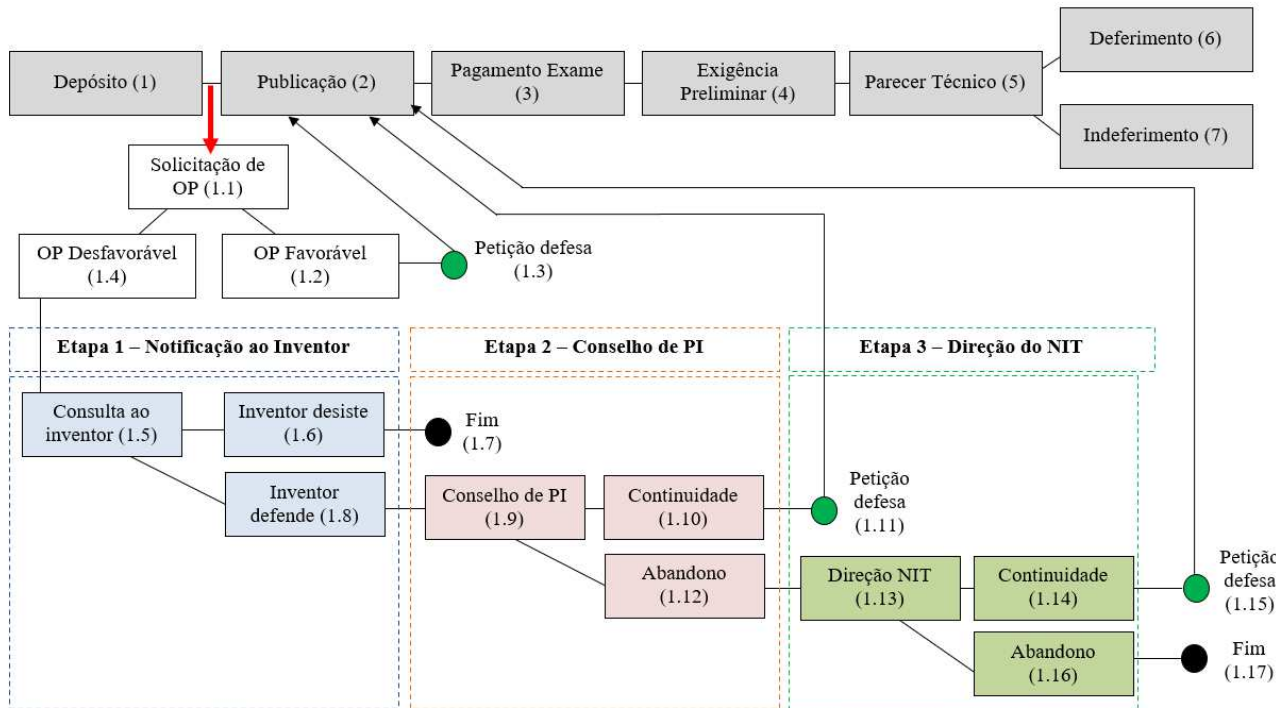 Depósito (1)
Publicação (2)
Pagamento Exame
(3)
Exigência
Preliminar (4)
Parecer Técnico (5)
Deferimento (6)
Indeferimento (7)
Solicitação de
OP (1.1)
OP Desfavorável
(1.4)
OP Favorável
(1.2)
Petição defesa
(1.3)
Etapa 1 – Notificação ao Inventor
Etapa 2 – Conselho de PI
Etapa 3 – Direção do NIT
Consulta ao
inventor (1.5)
Inventor desiste
(1.6)
Fim
(1.7)
Inventor
defende (1.8)
Conselho de PI
(1.9)
Continuidade
(1.10)
Petição
defesa
(1.11)
Abandono
(1.12)
Direção NIT
(1.13)
Continuidade
(1.14)
Petição
defesa
(1.15)
Abandono
(1.16)
Fim
(1.17)